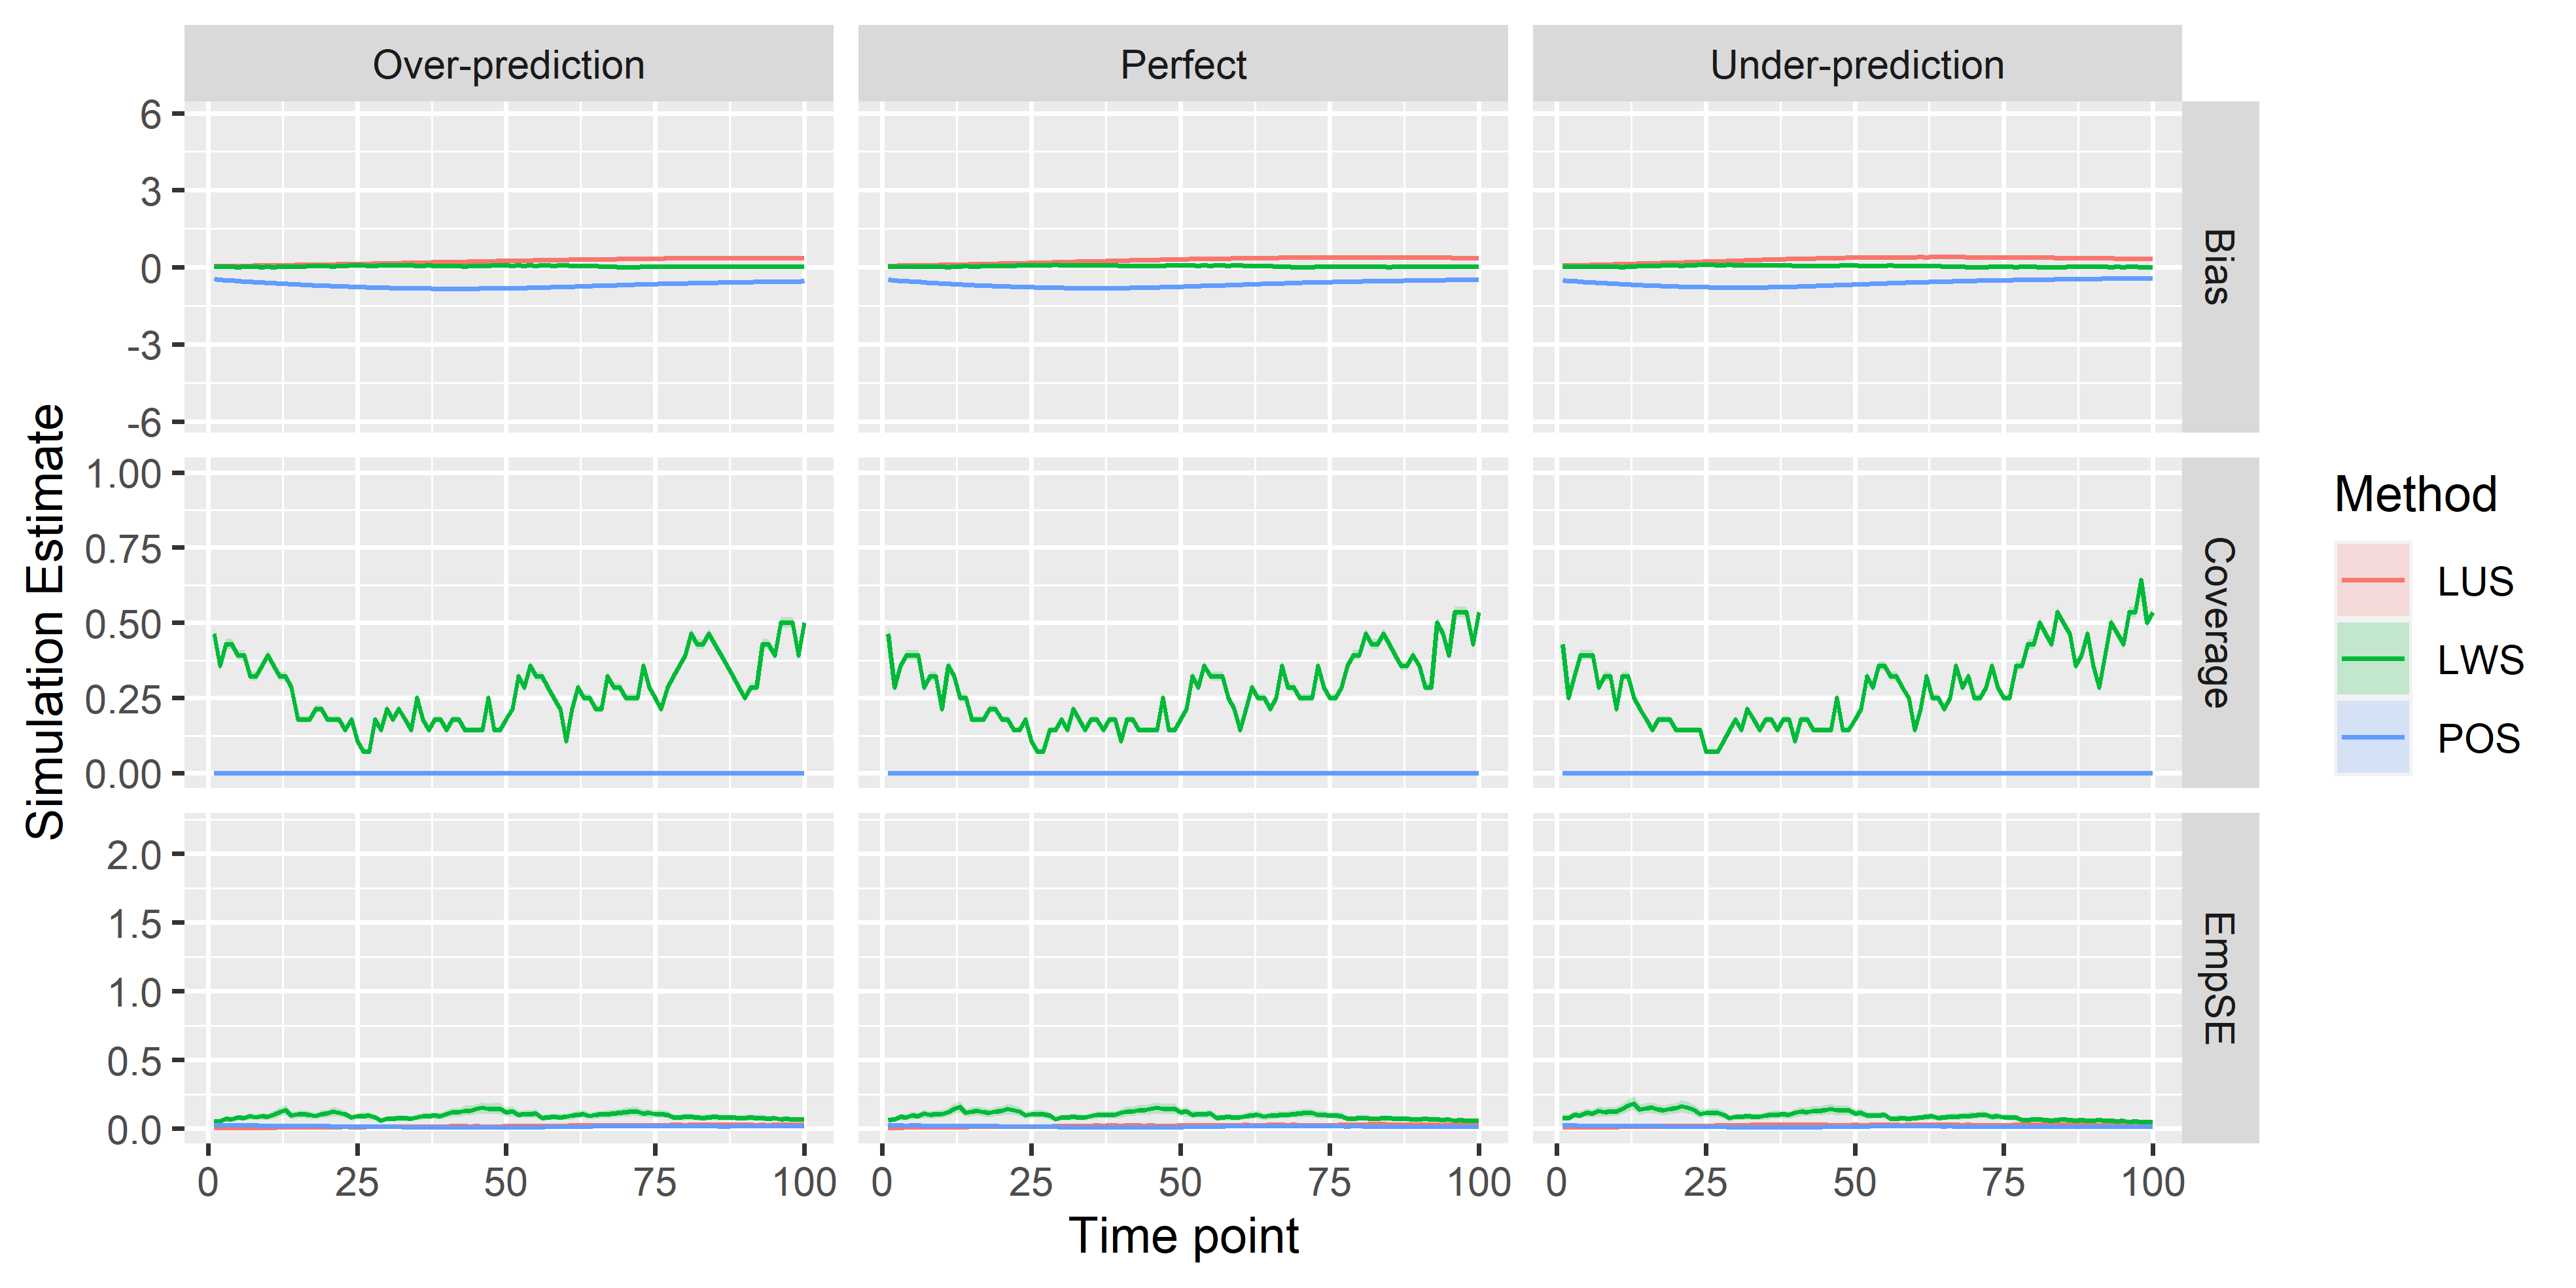 Over-prediction
Perfect
Under-prediction
6
3
0
-3
-6
Bias
1.00
0.75
0.50
0.25
0.00
Coverage
2.0
1.5
1.0
0.5
0.0
EmpSE
0 25 50 75 100
0 25 50 75 100
0 25 50 75 100
Time point
Simulation Estimate
Method
LUS
LWS
POS